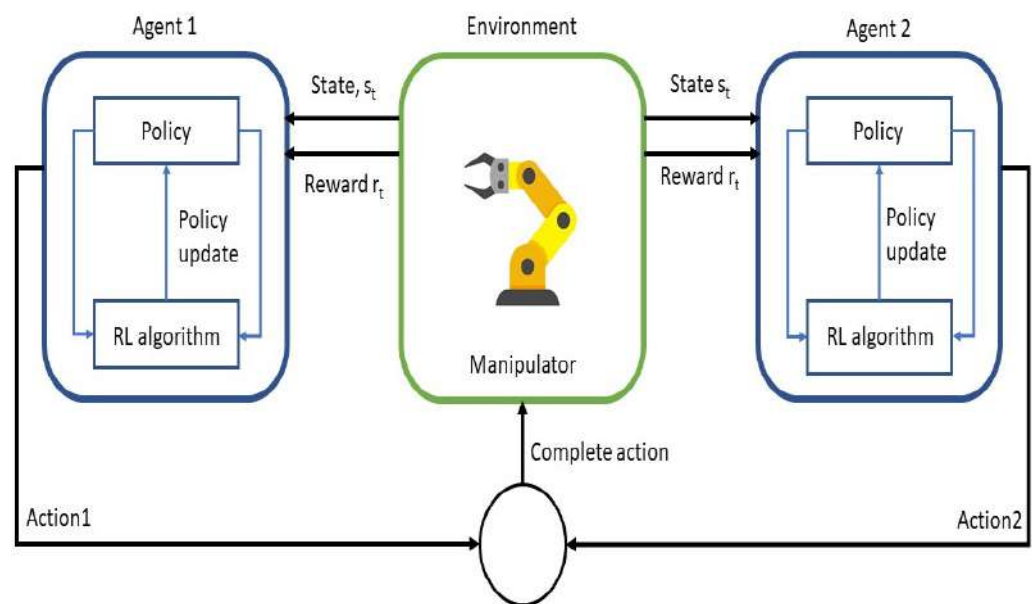 Agent 1
Environment
Agent 2
State, sₜ
State sₜ
Policy
Policy
Reward rₜ
Reward rₜ
Policy
update
Policy
update
RL algorithm
RL algorithm
Manipulator
Complete action
Action1
Action2